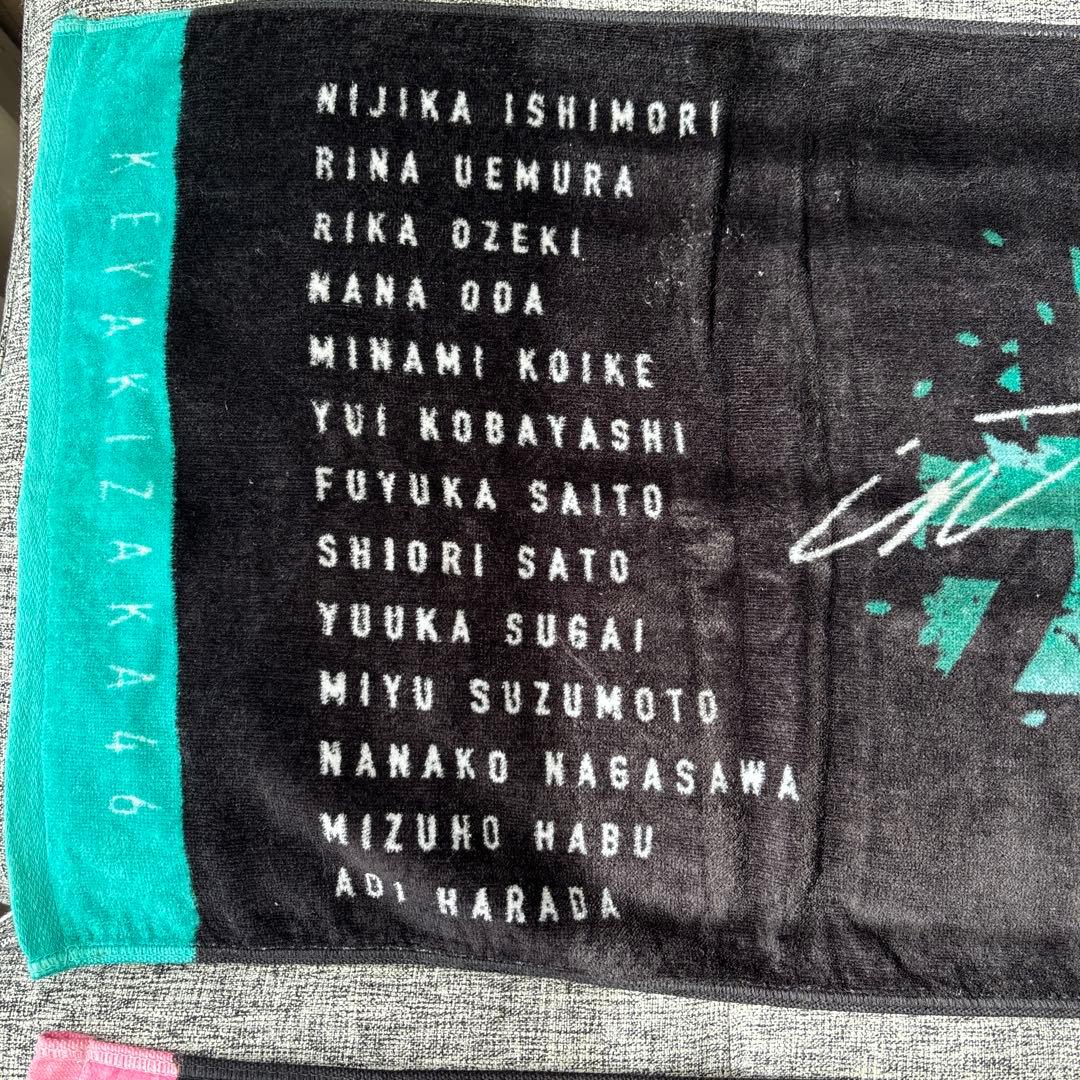 KEYAKIZAKA46
NIJIKA ISHIMORI
RINA UEMURA
RIKA OZEKI
NANA ODA
MINAMI KOIKE
YUI KOBAYASHI
FUYUKA SAITO
SHIORI SATO
YUUKA SUGAI
MIYU SUZUMOTO
NANAKO NAGASAWA
MIZUHO HABU
AOI HARADA